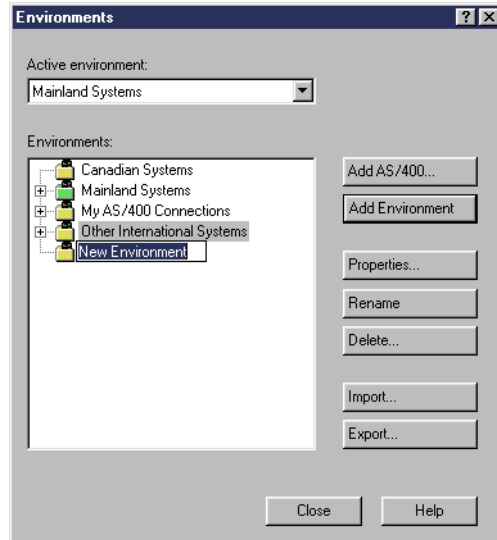 Environments
Active environment:
Mainland Systems
Environments:
Canadian Systems
Mainland Systems
My AS/400 Connections
Other International Systems
New Environment
Add AS/400...
Add Environment
Properties...
Rename
Delete...
Import...
Export...
Close
Help